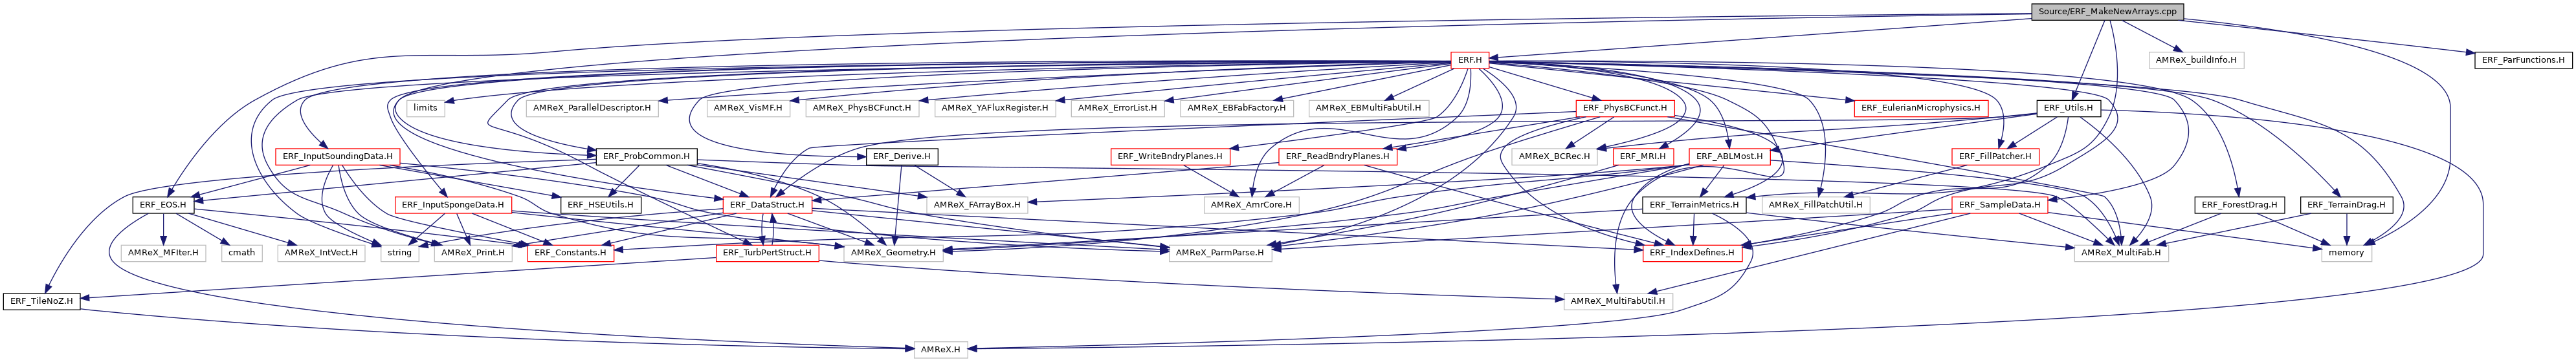 Source/ERF_MakeNewArrays.cpp
ERF.H
AMReX_buildInfo.H
ERF_ParFunctions.H
limits
AMReX_ParallelDescriptor.H
AMReX_VisMF.H
AMReX_PhysBCFunct.H
AMReX_YAFluxRegister.H
AMReX_ErrorList.H
AMReX_EBFabFactory.H
AMReX_EBMultiFabUtil.H
ERF_PhysBCFunct.H
ERF_EulerianMicrophysics.H
ERF_Utils.H
ERF_InputSoundingData.H
ERF_ProbCommon.H
ERF_Derive.H
ERF_WriteBndryPlanes.H
ERF_ReadBndryPlanes.H
AMReX_BCRec.H
ERF_MRI.H
ERF_ABLMost.H
ERF_FillPatcher.H
ERF_EOS.H
ERF_InputSpongeData.H
ERF_HSEUtils.H
ERF_DataStruct.H
AMReX_FArrayBox.H
AMReX_AmrCore.H
ERF_TerrainMetrics.H
AMReX_FillPatchUtil.H
ERF_SampleData.H
ERF_ForestDrag.H
ERF_TerrainDrag.H
AMReX_MFIter.H
cmath
AMReX_IntVect.H
string
AMReX_Print.H
ERF_Constants.H
ERF_TurbPertStruct.H
AMReX_Geometry.H
AMReX_ParmParse.H
ERF_IndexDefines.H
AMReX_MultiFab.H
memory
ERF_TileNoZ.H
AMReX_MultiFabUtil.H
AMReX.H